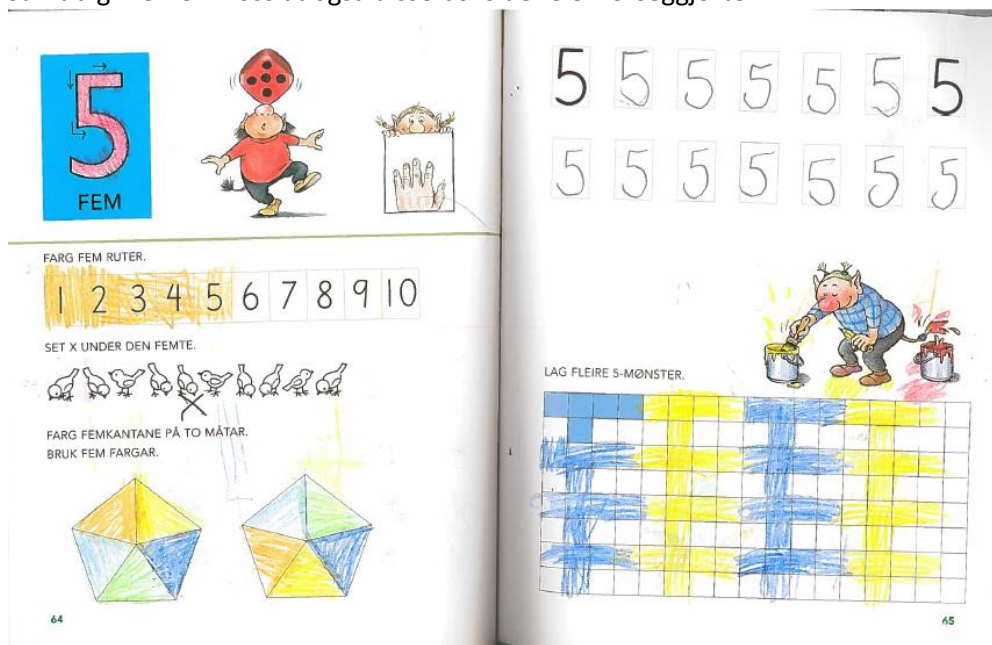 5
FEM
FARG FEM RUTER.
1 2 3 4 5 6 7 8 9 10
SET X UNDER DEN FEMTE.
FARG FEMKANTANE PÅ TO MÅTAR.
BRUK FEM FARGAR.
64
5 5 5 5 5 5 5
5 5 5 5 5 5 5
LAG FLEIRE 5-MØNSTER.
65